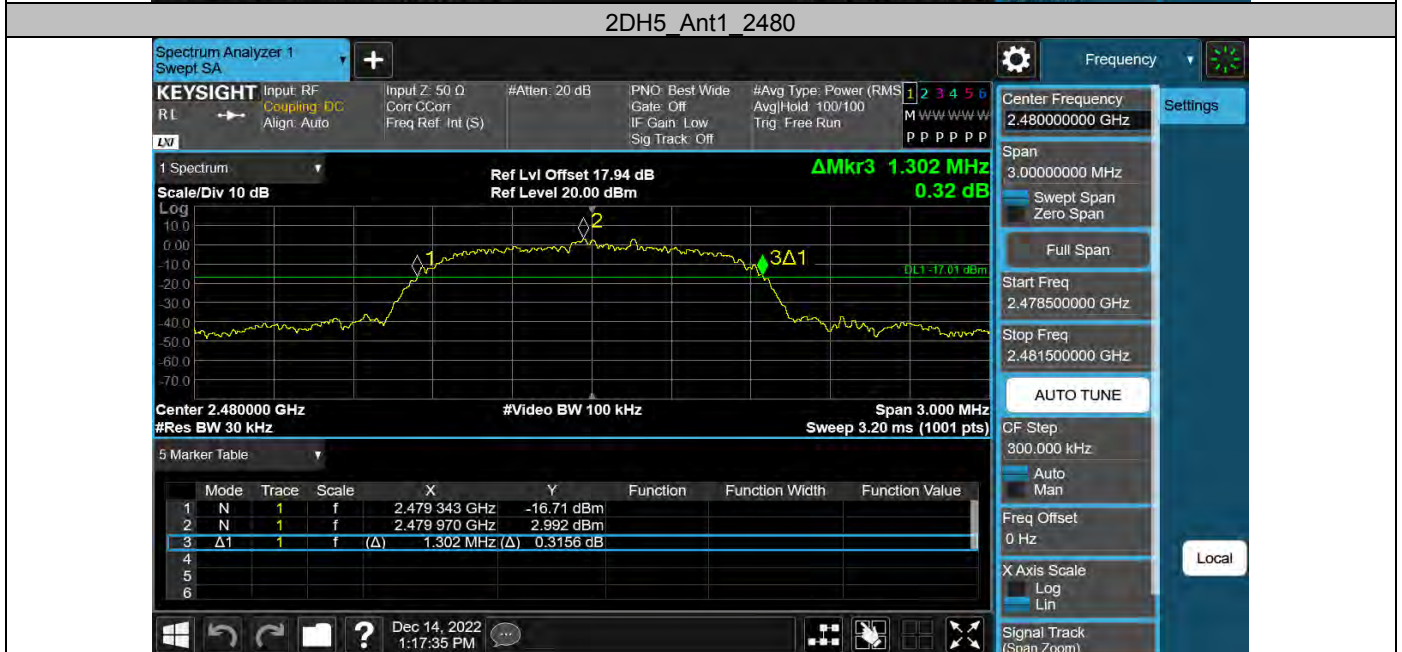 2DH5_Ant1_2480
Spectrum Analyzer 1
Swept SA
+
Frequency
KEYSIGHT
RL
LXI
Input: RF
Coupling: DC
Align: Auto
Input Z: 50 Ω
Corr CCorr
Freq Ref: Int (S)
#Atten: 20 dB
PNO: Best Wide
Gate: Off
IF Gain: Low
Sig Track: Off
#Avg Type: Power (RMS
Avg|Hold: 100/100
Trig: Free Run
1 2 3 4 5 6
M W W W W W
P P P P P P
Center Frequency
2.480000000 GHz
Settings
Span
3.00000000 MHz
Swept Span
Zero Span
Full Span
Start Freq
2.478500000 GHz
Stop Freq
2.481500000 GHz
AUTO TUNE
CF Step
300.000 kHz
Auto
Man
Freq Offset
0 Hz
X Axis Scale
Log
Lin
Signal Track
(Span Zoom)
Local
1 Spectrum
Scale/Div 10 dB
Ref Lvl Offset 17.94 dB
Ref Level 20.00 dBm
ΔMkr3 1.302 MHz
0.32 dB
Log
10.0
0.00
-10.0
-20.0
-30.0
-40.0
-50.0
-60.0
-70.0
1
2
3Δ1
DL1 -17.01 dBm
Center 2.480000 GHz
#Video BW 100 kHz
Span 3.000 MHz
#Res BW 30 kHz
Sweep 3.20 ms (1001 pts)
5 Marker Table
Mode Trace Scale X Y Function Function Width Function Value
1 N 1 f 2.479 343 GHz -16.71 dBm
2 N 1 f 2.479 970 GHz 2.992 dBm
3 Δ1 1 f (Δ) 1.302 MHz (Δ) 0.3156 dB
4
5
6
?
Dec 14, 2022
1:17:35 PM